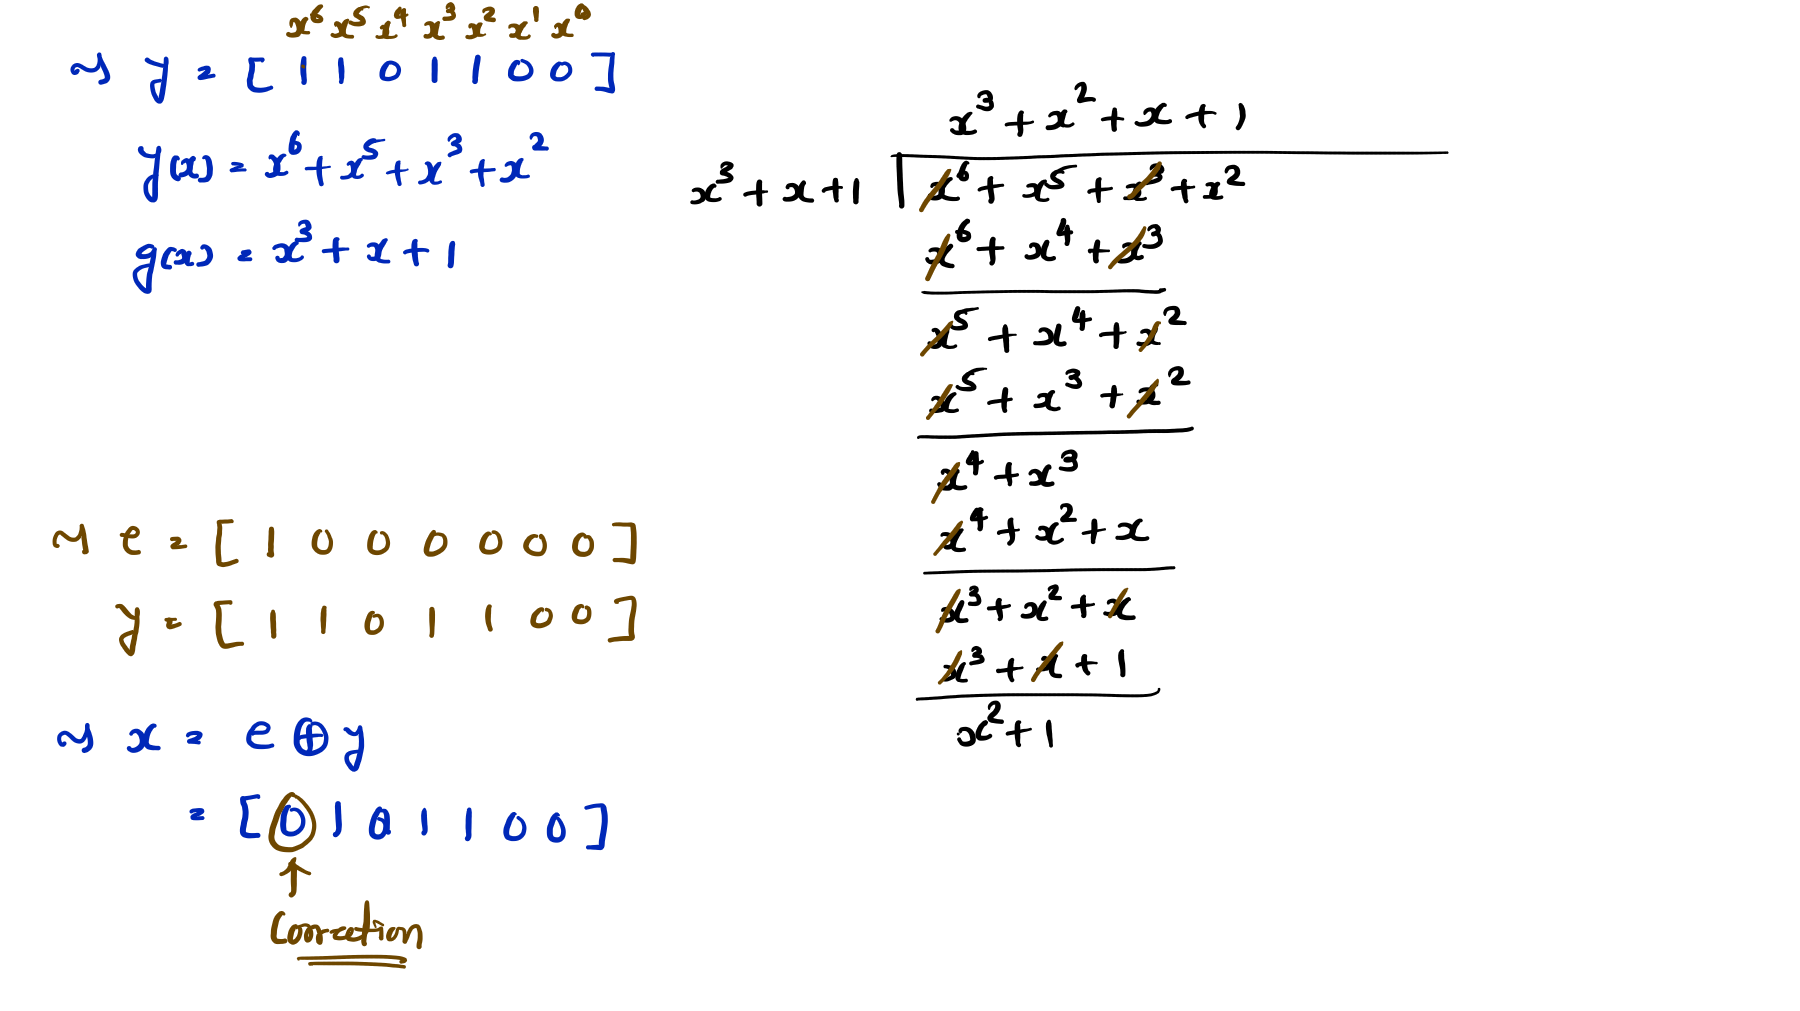 x⁶ x⁵ x⁴ x³ x² x¹ x⁰
~ y = [ 1 1 0 1 1 0 0 ]
y(x) = x⁶ + x⁵ + x³ + x²
g(x) = x³ + x + 1
x³ + x² + x + 1
x³ + x + 1 | x⁶ + x⁵ + x³ + x²
x⁶ + x⁴ + x³
x⁵ + x⁴ + x²
x⁵ + x³ + x²
x⁴ + x³
x⁴ + x² + x
x³ + x² + x
x³ + x + 1
x² + 1
~ e = [ 1 0 0 0 0 0 0 ]
y = [ 1 1 0 1 1 0 0 ]
~ x = e ⊕ y
= [ 0 1 0 1 1 0 0 ]
↑
Correction